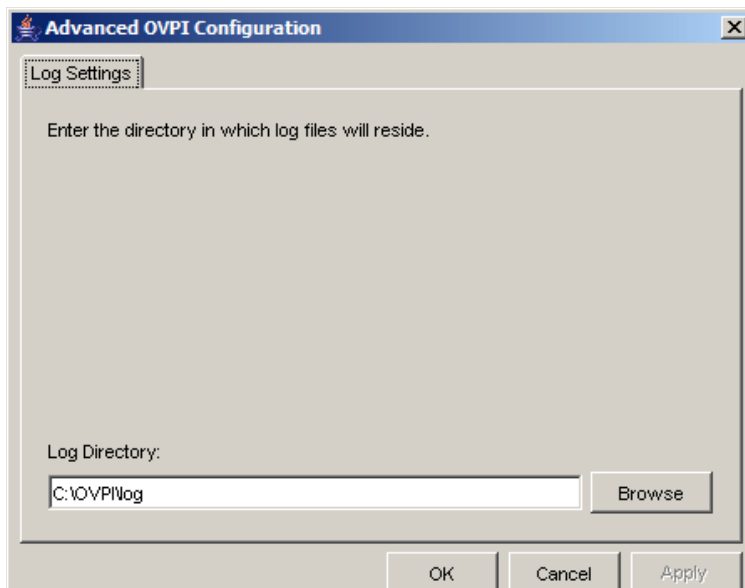 Advanced OVPI Configuration
Log Settings
Enter the directory in which log files will reside.
Log Directory:
C:\OVPI\log
Browse
OK
Cancel
Apply